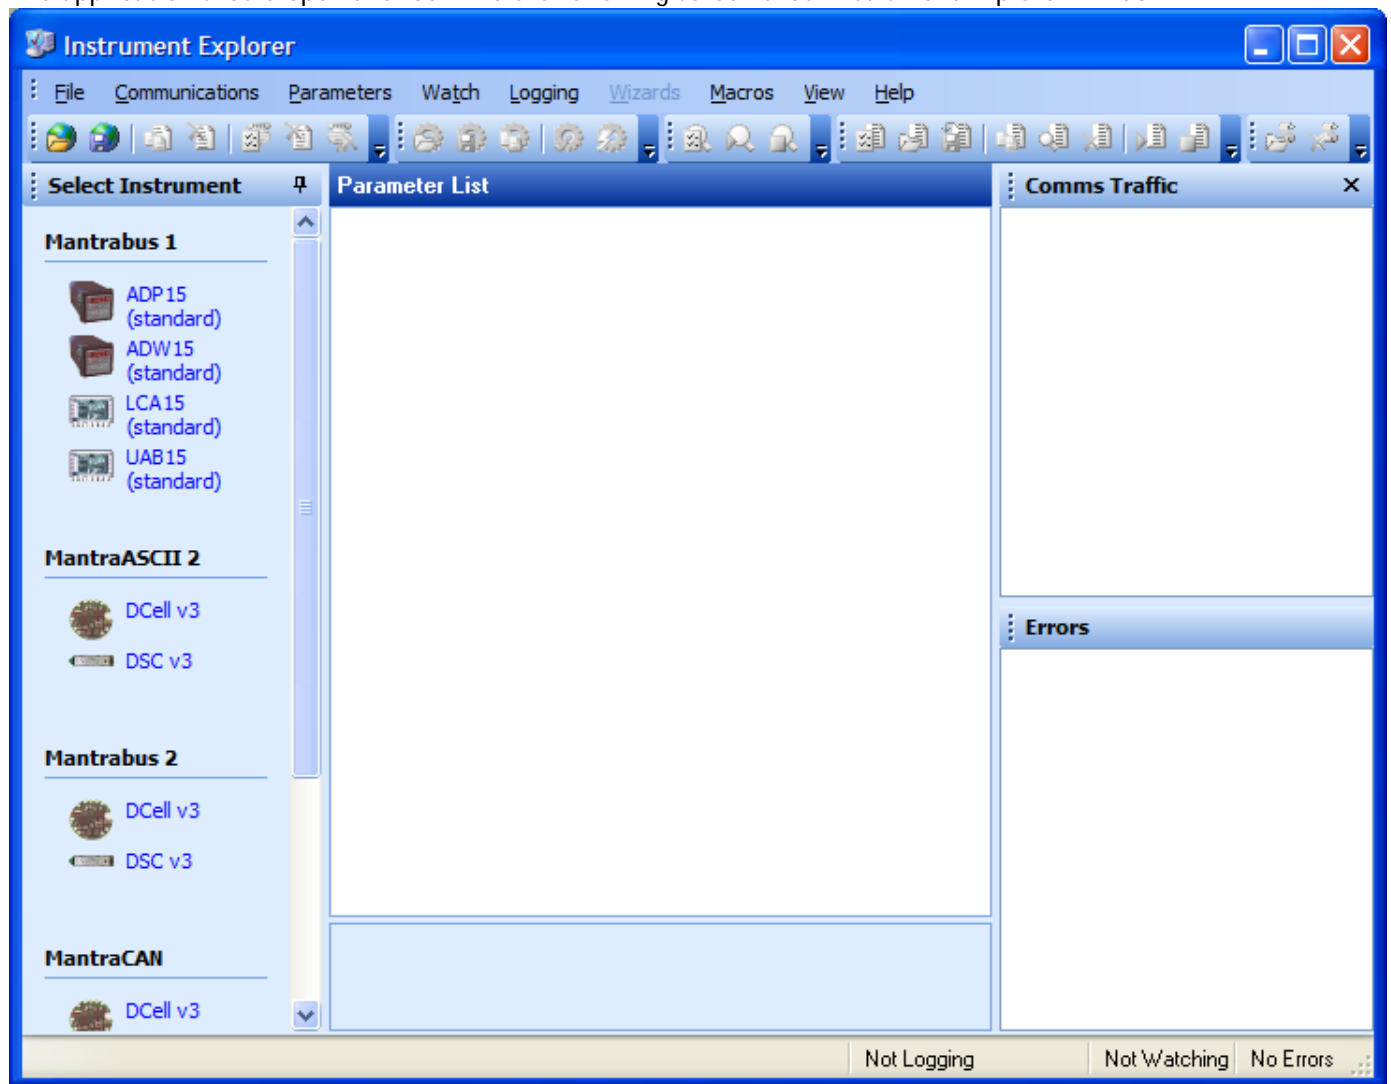 Instrument Explorer
File Communications Parameters Watch Logging Wizards Macros View Help
Select Instrument
Parameter List
Comms Traffic
Mantrabus 1
ADP15
(standard)
ADW15
(standard)
LCA15
(standard)
UAB15
(standard)
MantraASCII 2
DCell v3
DSC v3
Errors
Mantrabus 2
DCell v3
DSC v3
MantraCAN
DCell v3
Not Logging Not Watching No Errors